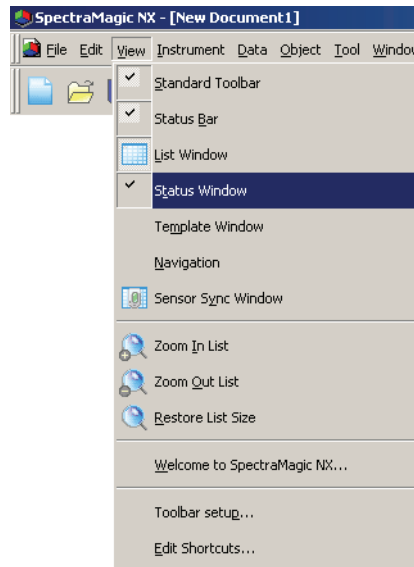 SpectraMagic NX - [New Document1]
File Edit View Instrument Data Object Tool Window
Standard Toolbar
Status Bar
List Window
Status Window
Template Window
Navigation
Sensor Sync Window
Zoom In List
Zoom Out List
Restore List Size
Welcome to SpectraMagic NX...
Toolbar setup...
Edit Shortcuts...